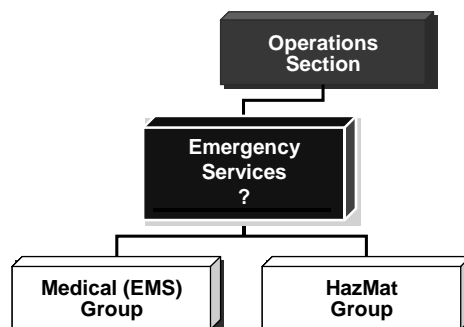 Operations
Section
Emergency
Services
?
Medical (EMS)
Group
HazMat
Group